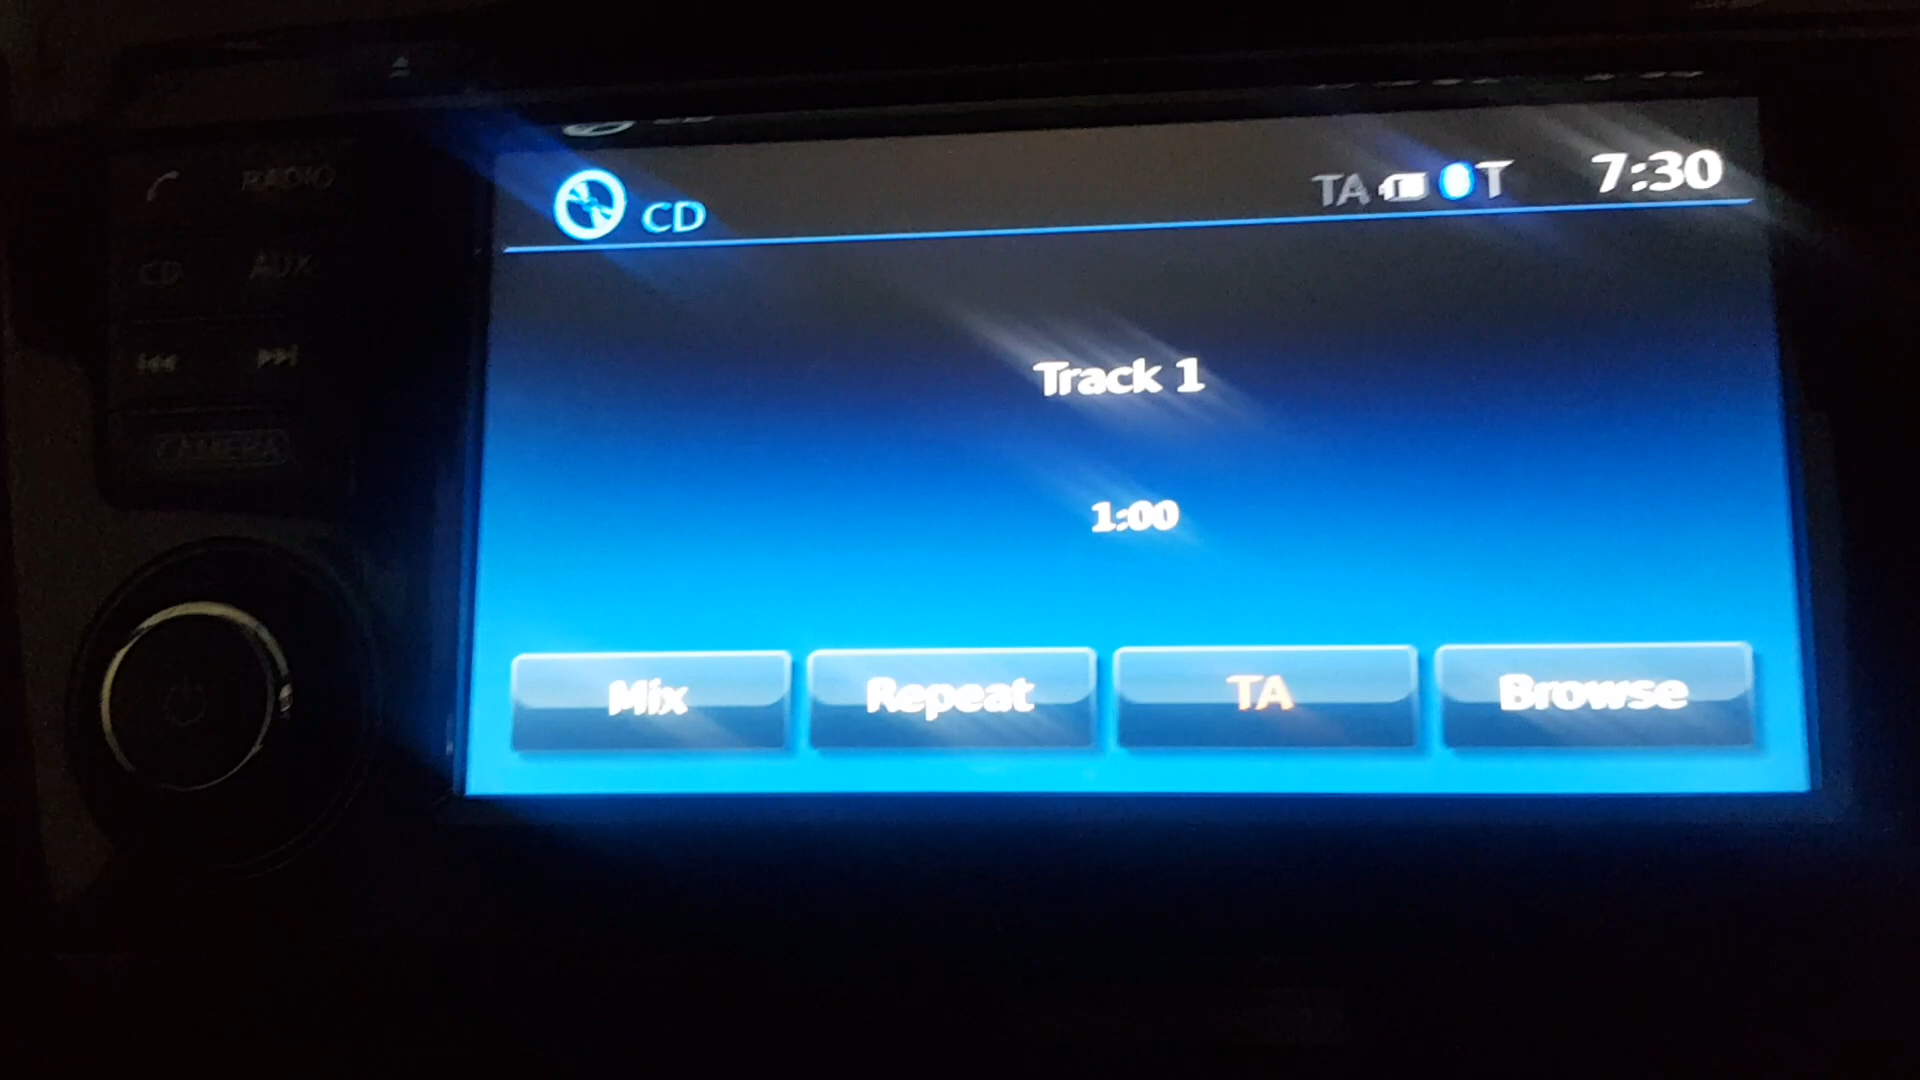 RADIO
CD AUX
CAMERA
CD
TA T 7:30
Track 1
1:00
Mix Repeat TA Browse